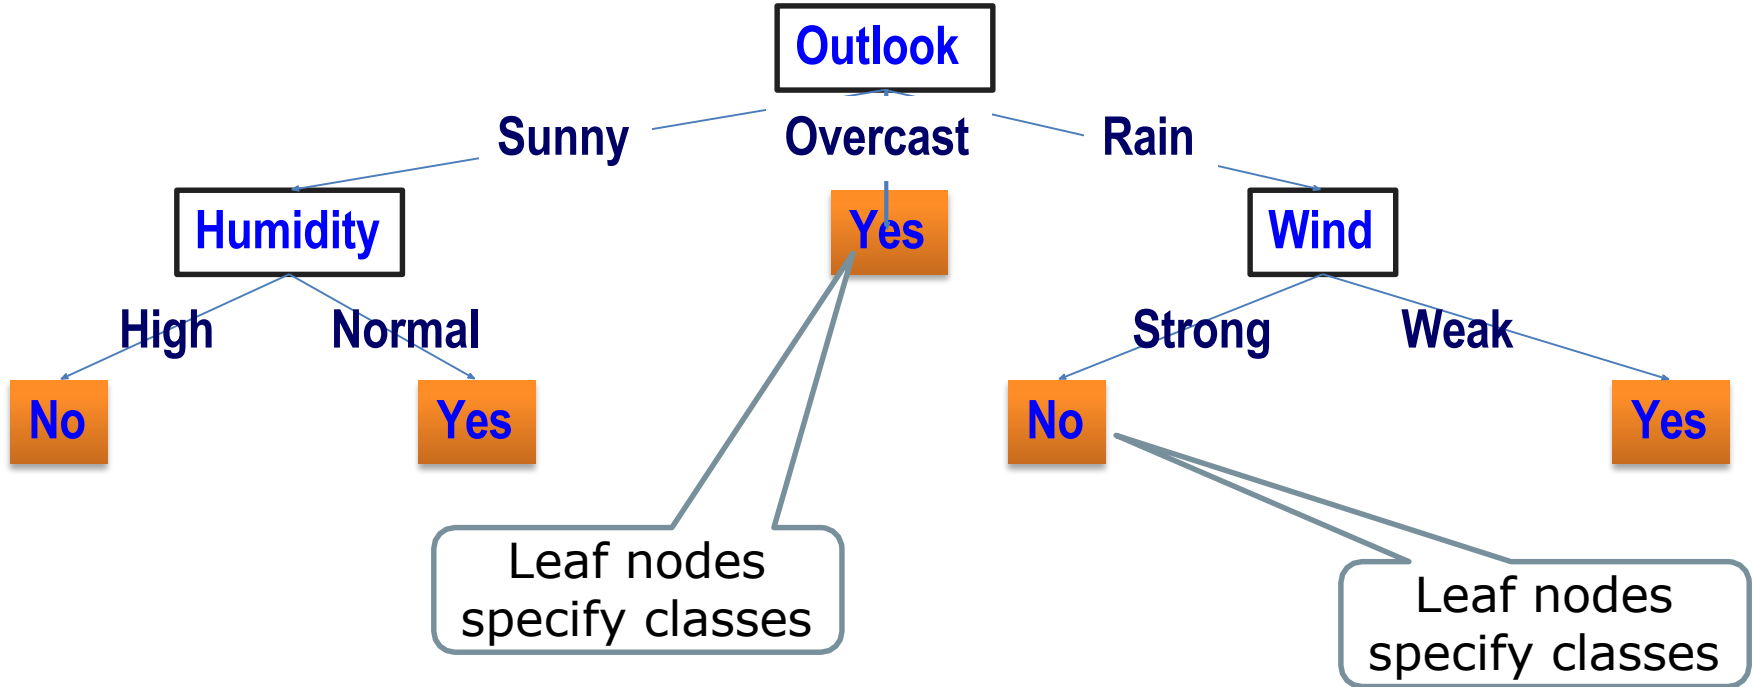 Outlook
Sunny
Overcast
Rain
Humidity
Yes
Wind
High
Normal
Strong
Weak
No
Yes
No
Yes
Leaf nodes
specify classes
Leaf nodes
specify classes